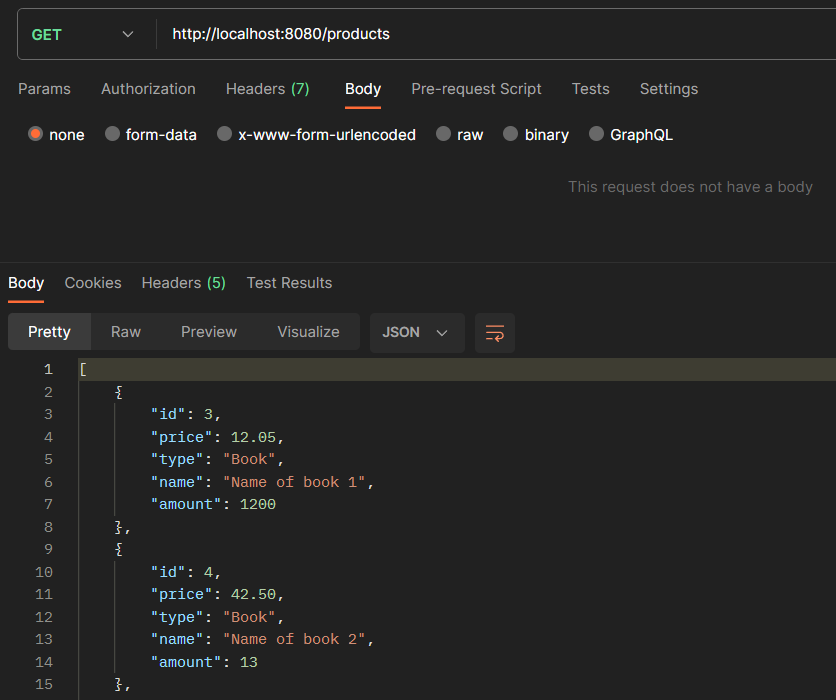 GET http://localhost:8080/products
Params Authorization Headers (7) Body Pre-request Script Tests Settings
none form-data x-www-form-urlencoded raw binary GraphQL
This request does not have a body
Body Cookies Headers (5) Test Results
Pretty Raw Preview Visualize JSON
1 [
2 {
3 "id": 3,
4 "price": 12.05,
5 "type": "Book",
6 "name": "Name of book 1",
7 "amount": 1200
8 },
9 {
10 "id": 4,
11 "price": 42.50,
12 "type": "Book",
13 "name": "Name of book 2",
14 "amount": 13
15 },